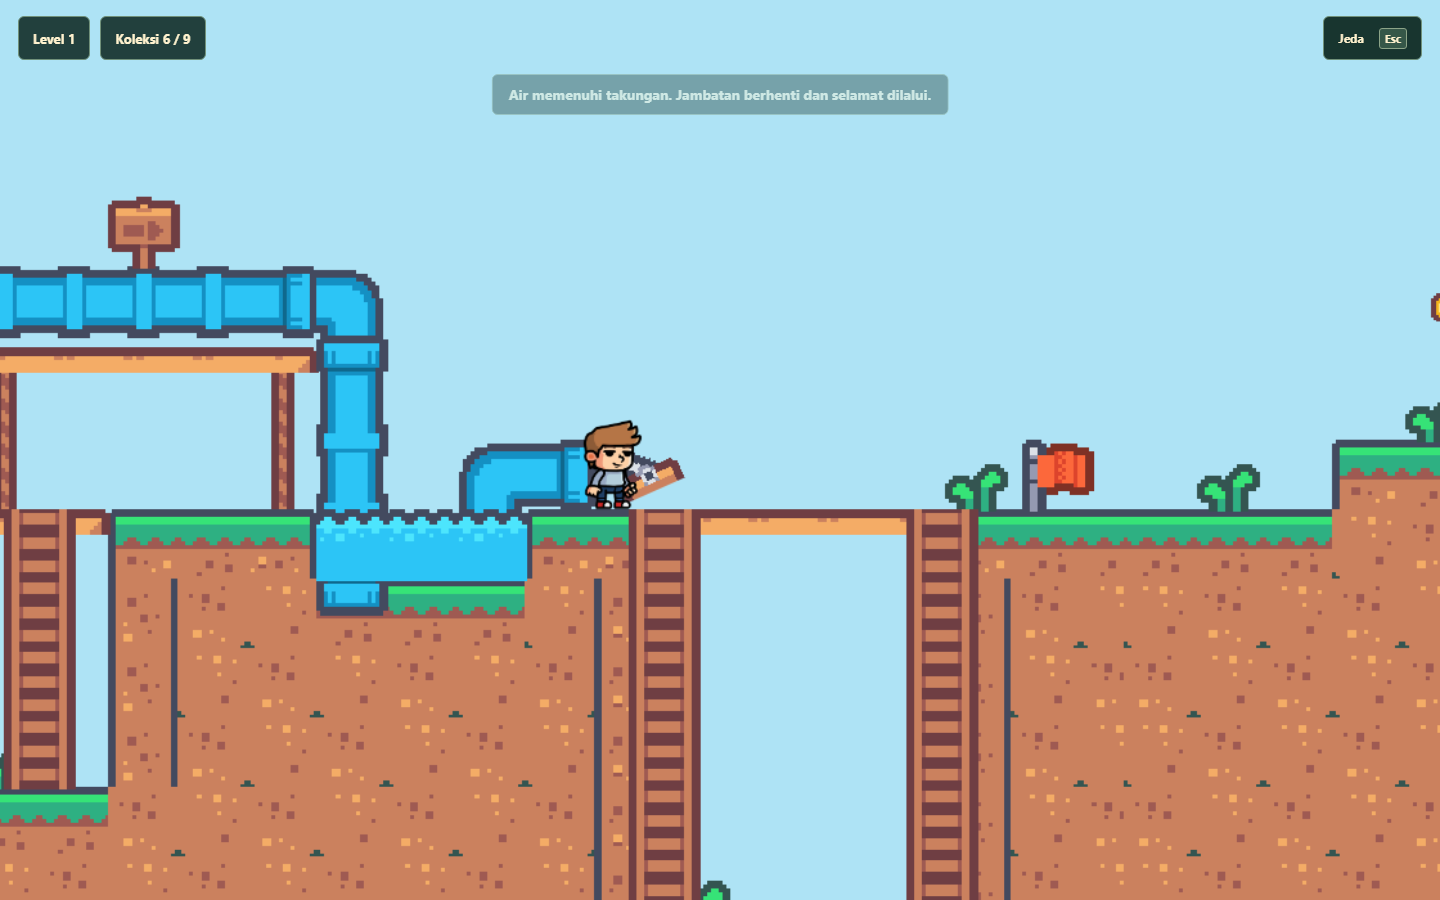 Level 1
Koleksi 6 / 9
Jeda Esc
Air memenuhi takungan. Jambatan berhenti dan selamat dilalui.